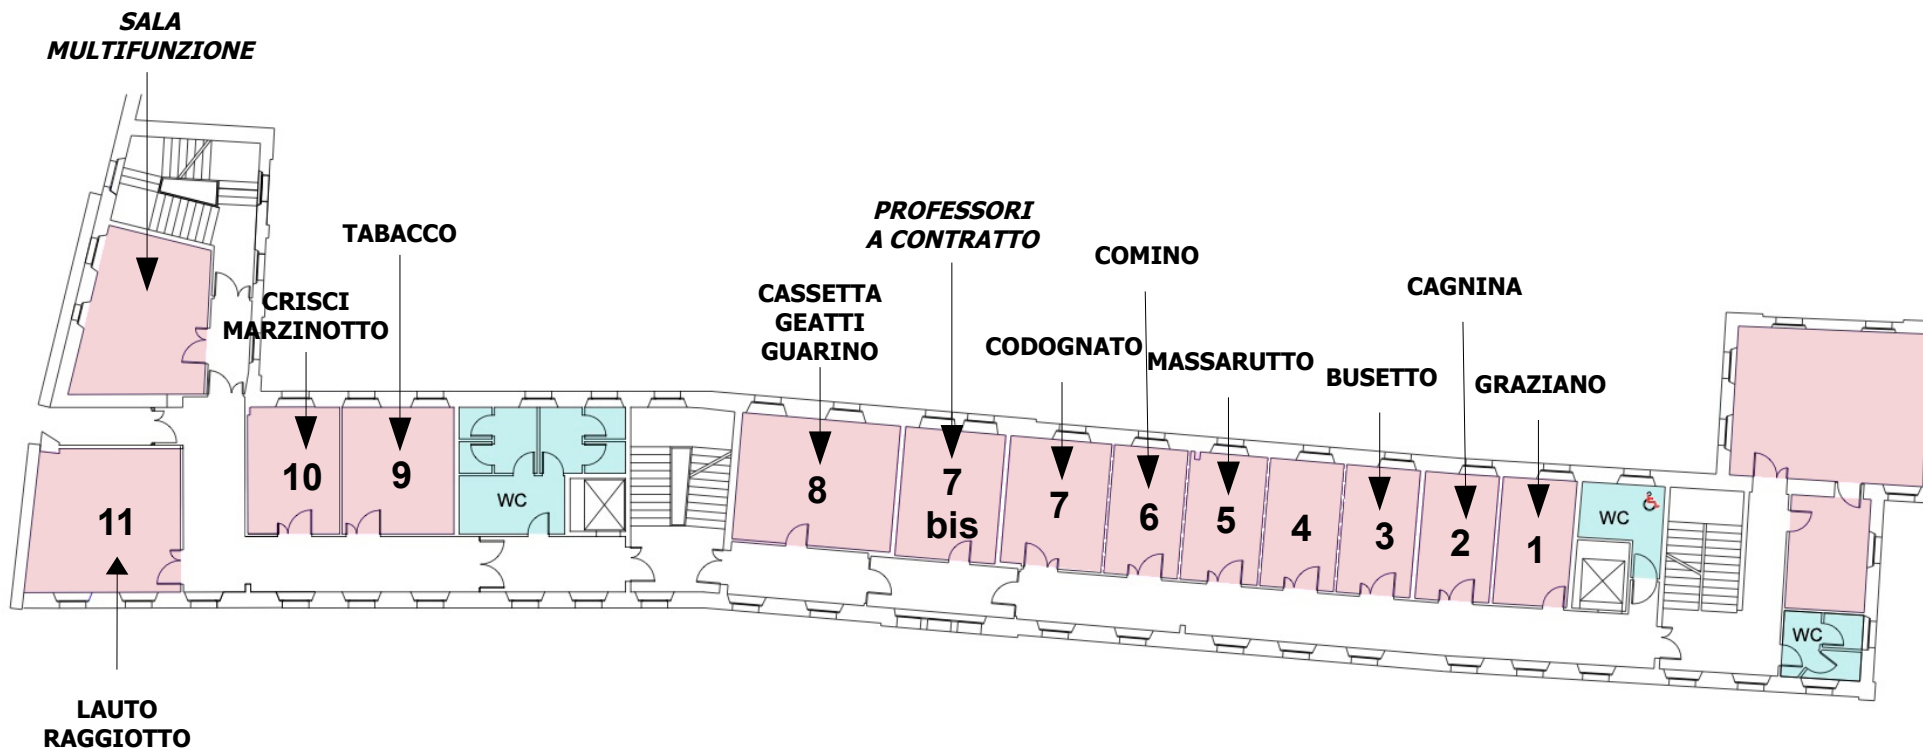 SALA
MULTIFUNZIONE
TABACCO
CRISCI
MARZINOTTO
PROFESSORI
A CONTRATTO
CASSETTA
GEATTI
GUARINO
COMINO
CODOGNATO
MASSARUTTO
CAGNINA
BUSETTO
GRAZIANO
11
10
9
WC
8
7
bis
7
6
5
4
3
2
1
WC
WC
LAUTO
RAGGIOTTO